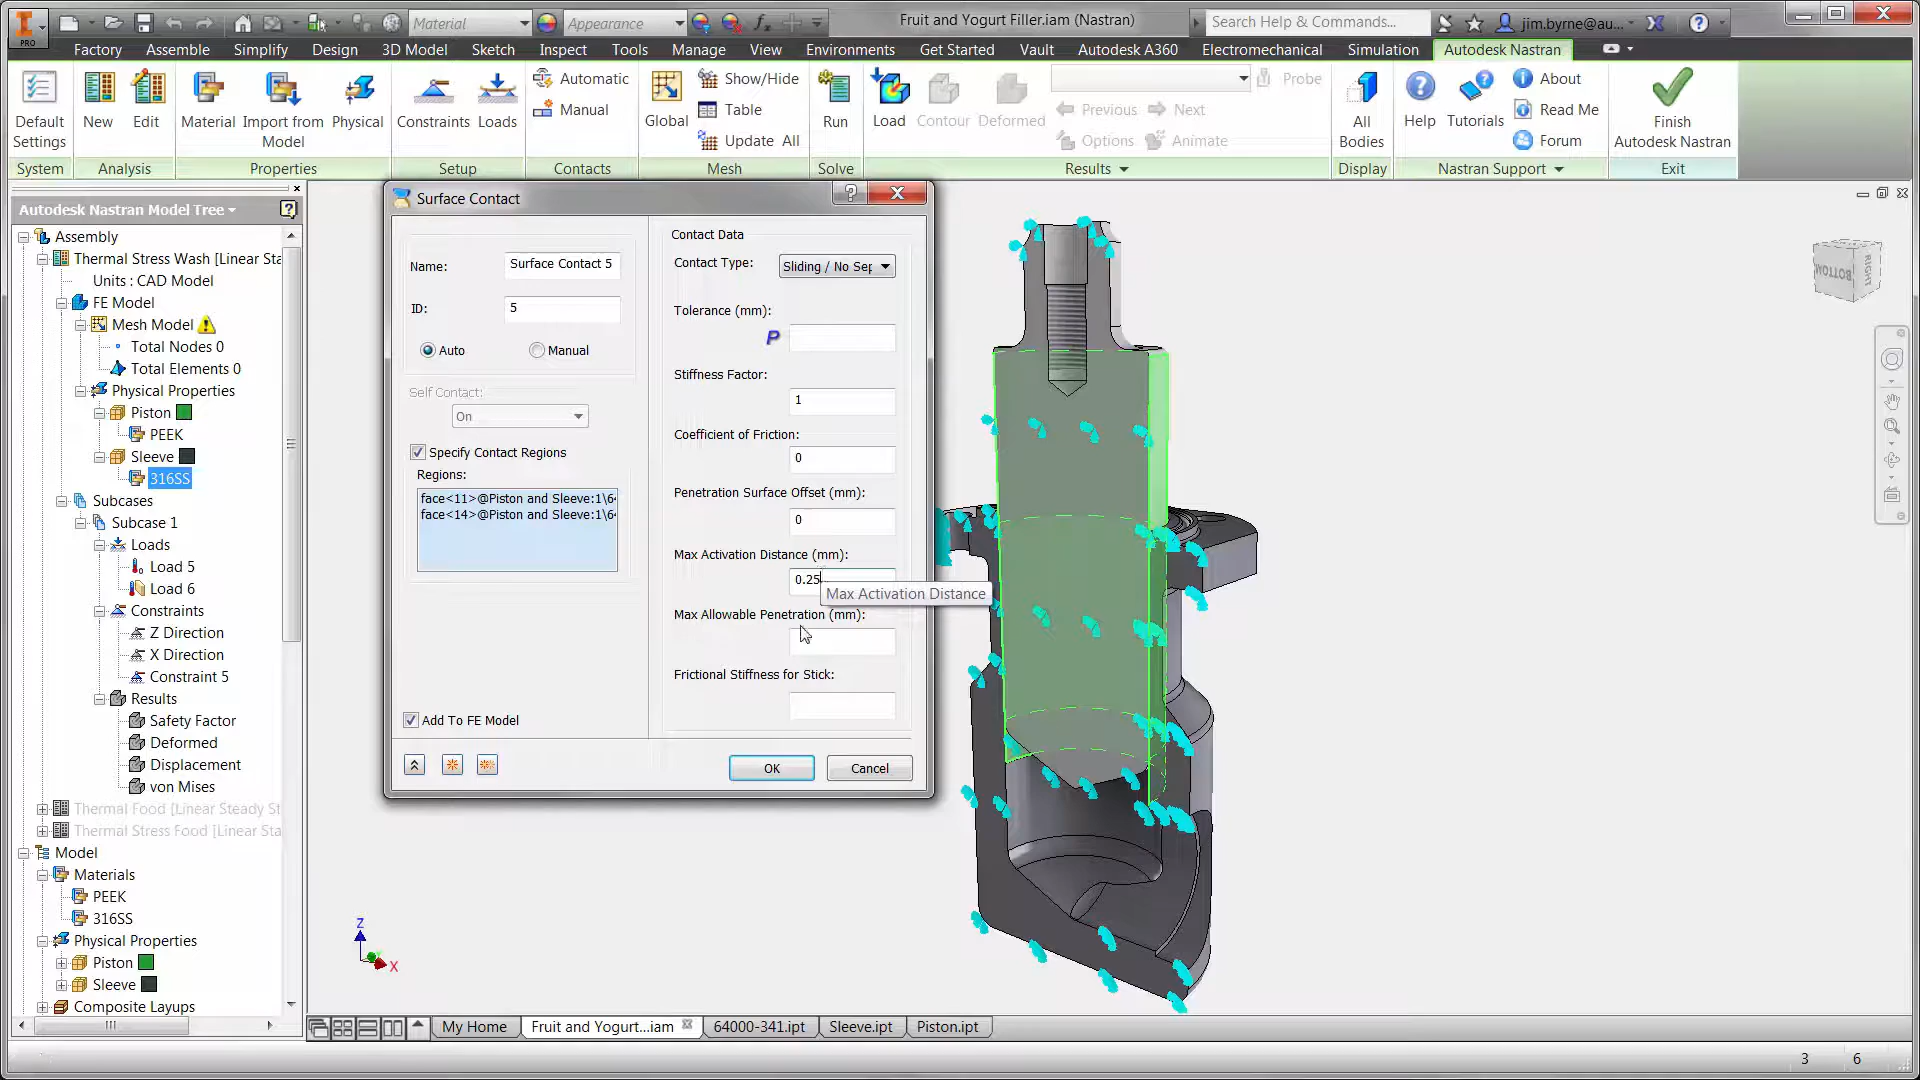 PRO
Material
Appearance
Fruit and Yogurt Filler.iam (Nastran)
Search Help & Commands...
jim.byrne@au...
Factory Assemble Simplify Design 3D Model Sketch Inspect Tools Manage View Environments Get Started Vault Autodesk A360 Electromechanical Simulation Autodesk Nastran
Default Settings
New Edit
Material Import from Model Physical
Constraints Loads
Automatic
Manual
Global
Show/Hide
Table
Update All
Run
Load Contour Deformed
Probe
Previous Next
Options Animate
All Bodies
Help Tutorials
About
Read Me
Forum
Finish Autodesk Nastran
System Analysis Properties Setup Contacts Mesh Solve Results Display Nastran Support Exit
Autodesk Nastran Model Tree
Assembly
Thermal Stress Wash [Linear Sta
Units : CAD Model
FE Model
Mesh Model
Total Nodes 0
Total Elements 0
Physical Properties
Piston
PEEK
Sleeve
316SS
Subcases
Subcase 1
Loads
Load 5
Load 6
Constraints
Z Direction
X Direction
Constraint 5
Results
Safety Factor
Deformed
Displacement
von Mises
Thermal Food [Linear Steady St
Thermal Stress Food [Linear Sta
Model
Materials
PEEK
316SS
Physical Properties
Piston
Sleeve
Composite Layups
Surface Contact
Name: Surface Contact 5
ID: 5
Auto Manual
Self Contact:
On
Specify Contact Regions
Regions:
face<11>@Piston and Sleeve:1\6
face<14>@Piston and Sleeve:1\6
Add To FE Model
Contact Data
Contact Type: Sliding / No Sep
Tolerance (mm):
P
Stiffness Factor:
1
Coefficient of Friction:
0
Penetration Surface Offset (mm):
0
Max Activation Distance (mm):
0.25
Max Activation Distance
Max Allowable Penetration (mm):
Frictional Stiffness for Stick:
OK Cancel
BOTTOM
RIGHT
Z
X
My Home Fruit and Yogurt...iam 64000-341.ipt Sleeve.ipt Piston.ipt
3 6